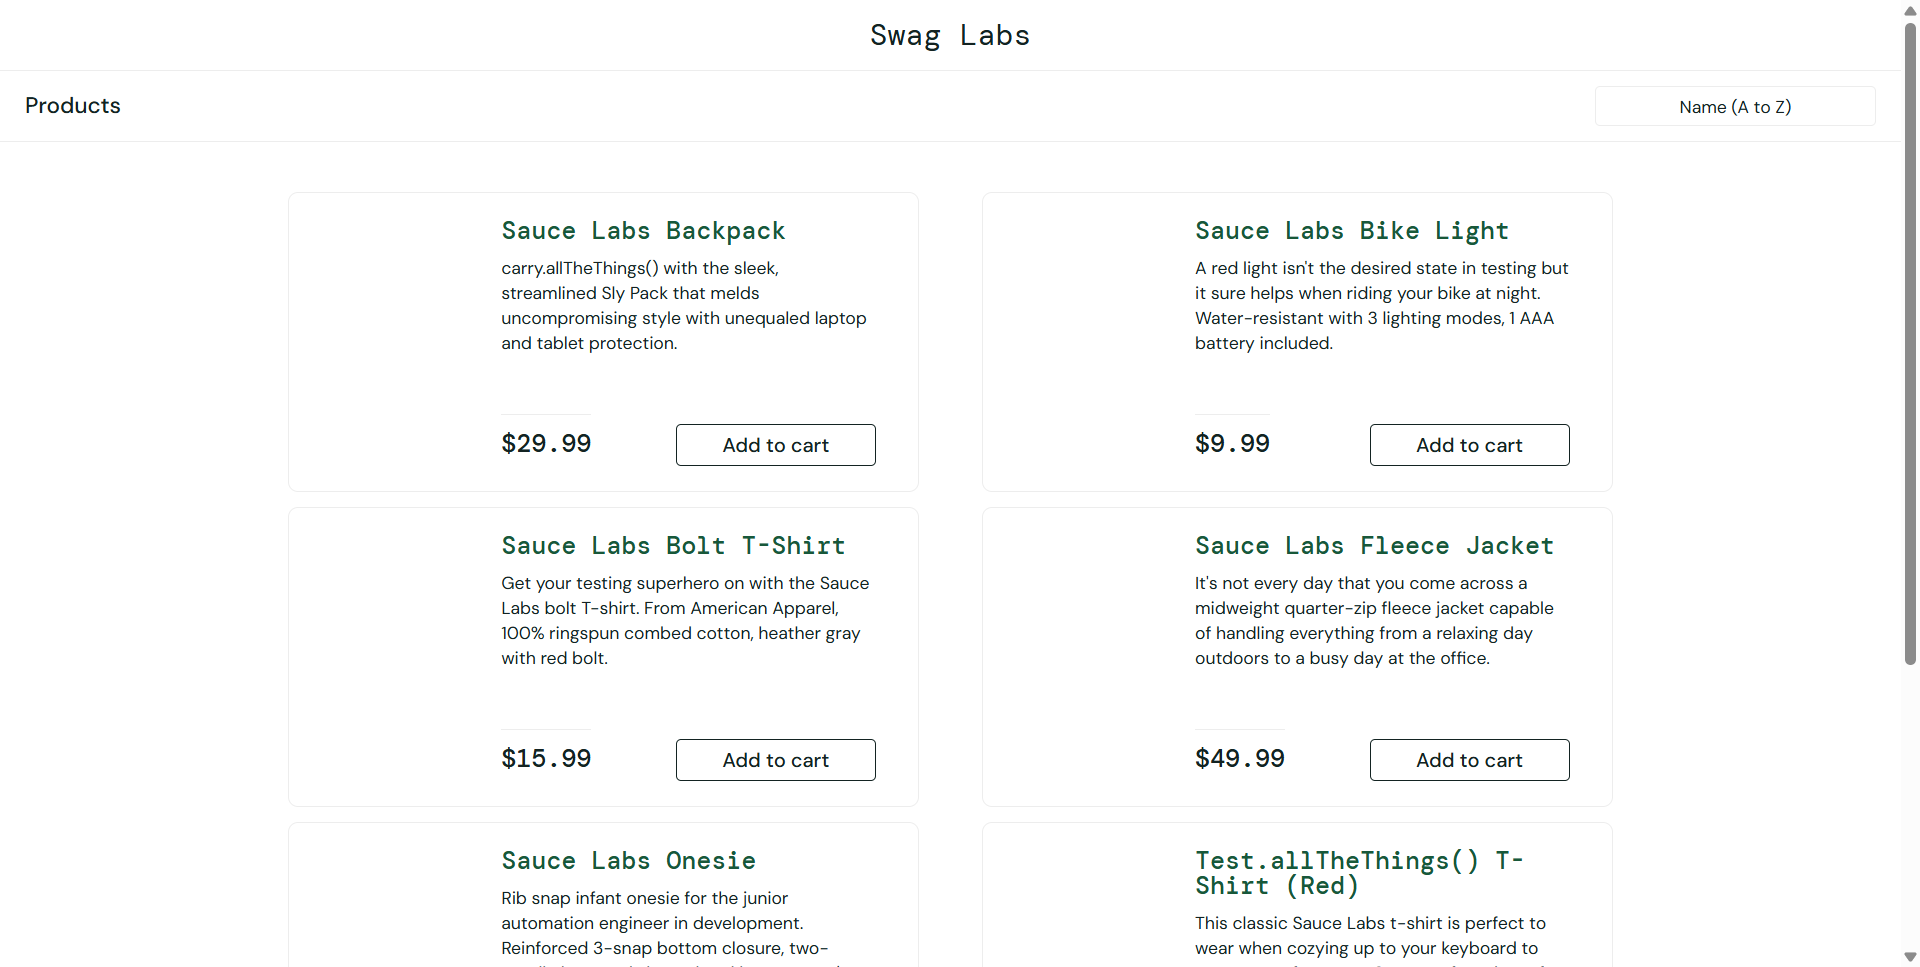 Swag Labs
Products
Name (A to Z)
Sauce Labs Backpack
carry.allTheThings() with the sleek,
streamlined Sly Pack that melds
uncompromising style with unequaled laptop
and tablet protection.
$29.99
Add to cart
Sauce Labs Bike Light
A red light isn't the desired state in testing but
it sure helps when riding your bike at night.
Water-resistant with 3 lighting modes, 1 AAA
battery included.
$9.99
Add to cart
Sauce Labs Bolt T-Shirt
Get your testing superhero on with the Sauce
Labs bolt T-shirt. From American Apparel,
100% ringspun combed cotton, heather gray
with red bolt.
$15.99
Add to cart
Sauce Labs Fleece Jacket
It's not every day that you come across a
midweight quarter-zip fleece jacket capable
of handling everything from a relaxing day
outdoors to a busy day at the office.
$49.99
Add to cart
Sauce Labs Onesie
Rib snap infant onesie for the junior
automation engineer in development.
Reinforced 3-snap bottom closure, two-
Test.allTheThings() T-
Shirt (Red)
This classic Sauce Labs t-shirt is perfect to
wear when cozying up to your keyboard to